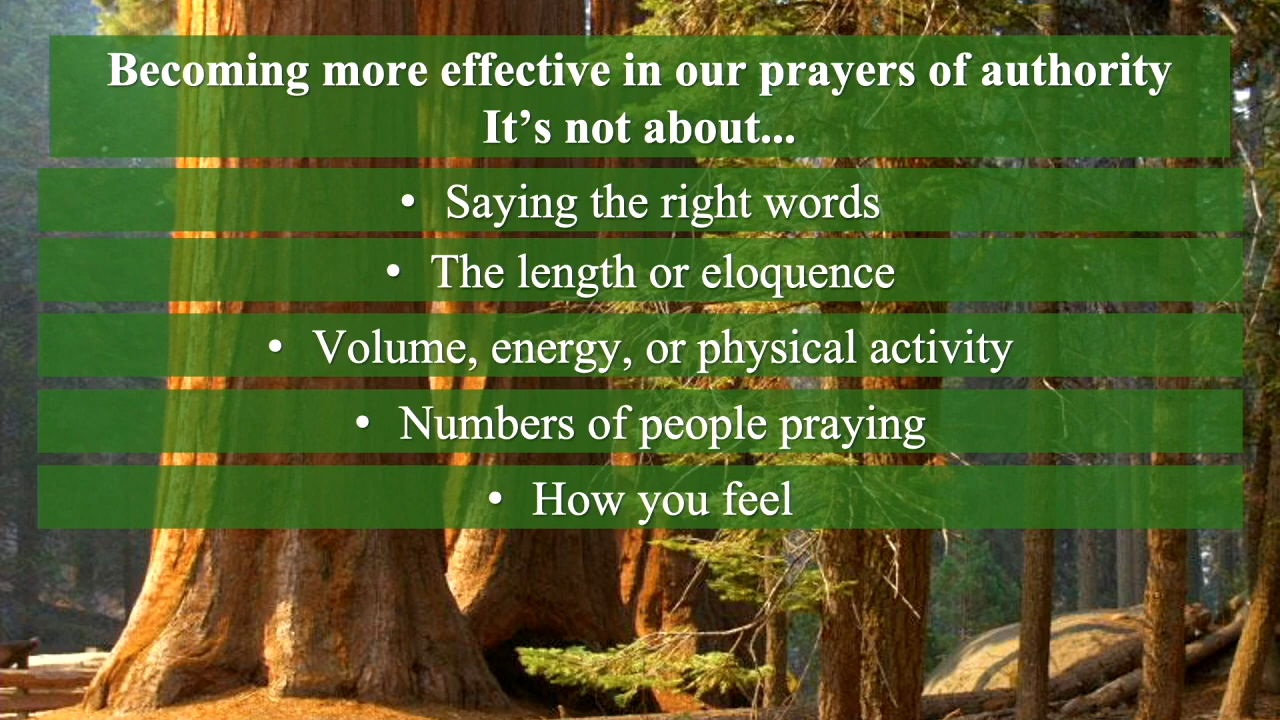 Becoming more effective in our prayers of authority
It’s not about...
• Saying the right words
• The length or eloquence
• Volume, energy, or physical activity
• Numbers of people praying
• How you feel